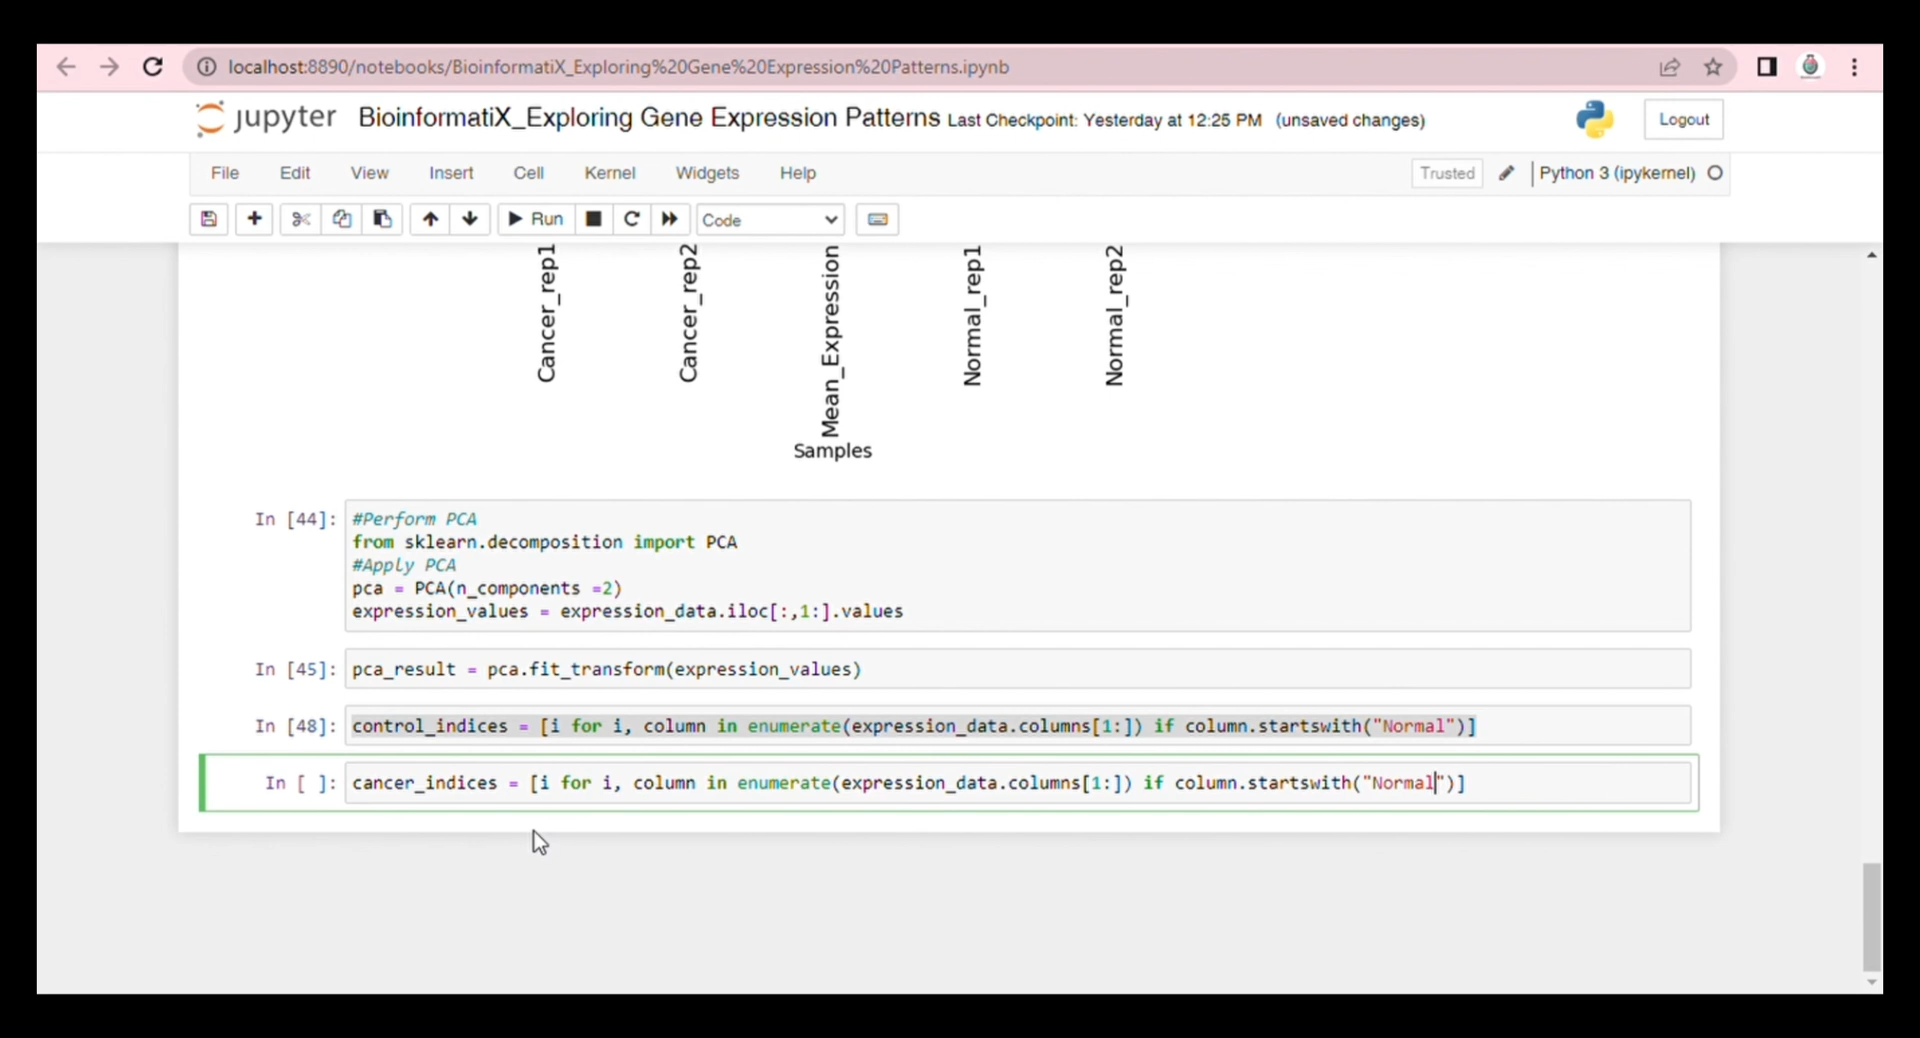 localhost:8890/notebooks/BioinformatiX_Exploring%20Gene%20Expression%20Patterns.ipynb
jupyter BioinformatiX_Exploring Gene Expression Patterns Last Checkpoint: Yesterday at 12:25 PM (unsaved changes) Logout
File Edit View Insert Cell Kernel Widgets Help Trusted Python 3 (ipykernel)
Run Code
Cancer_rep1
Cancer_rep2
Mean_Expression
Normal_rep1
Normal_rep2
Samples
In [44]: #Perform PCA
from sklearn.decomposition import PCA
#Apply PCA
pca = PCA(n_components =2)
expression_values = expression_data.iloc[:,1:].values
In [45]: pca_result = pca.fit_transform(expression_values)
In [48]: control_indices = [i for i, column in enumerate(expression_data.columns[1:]) if column.startswith("Normal")]
In [ ]: cancer_indices = [i for i, column in enumerate(expression_data.columns[1:]) if column.startswith("Normal")]